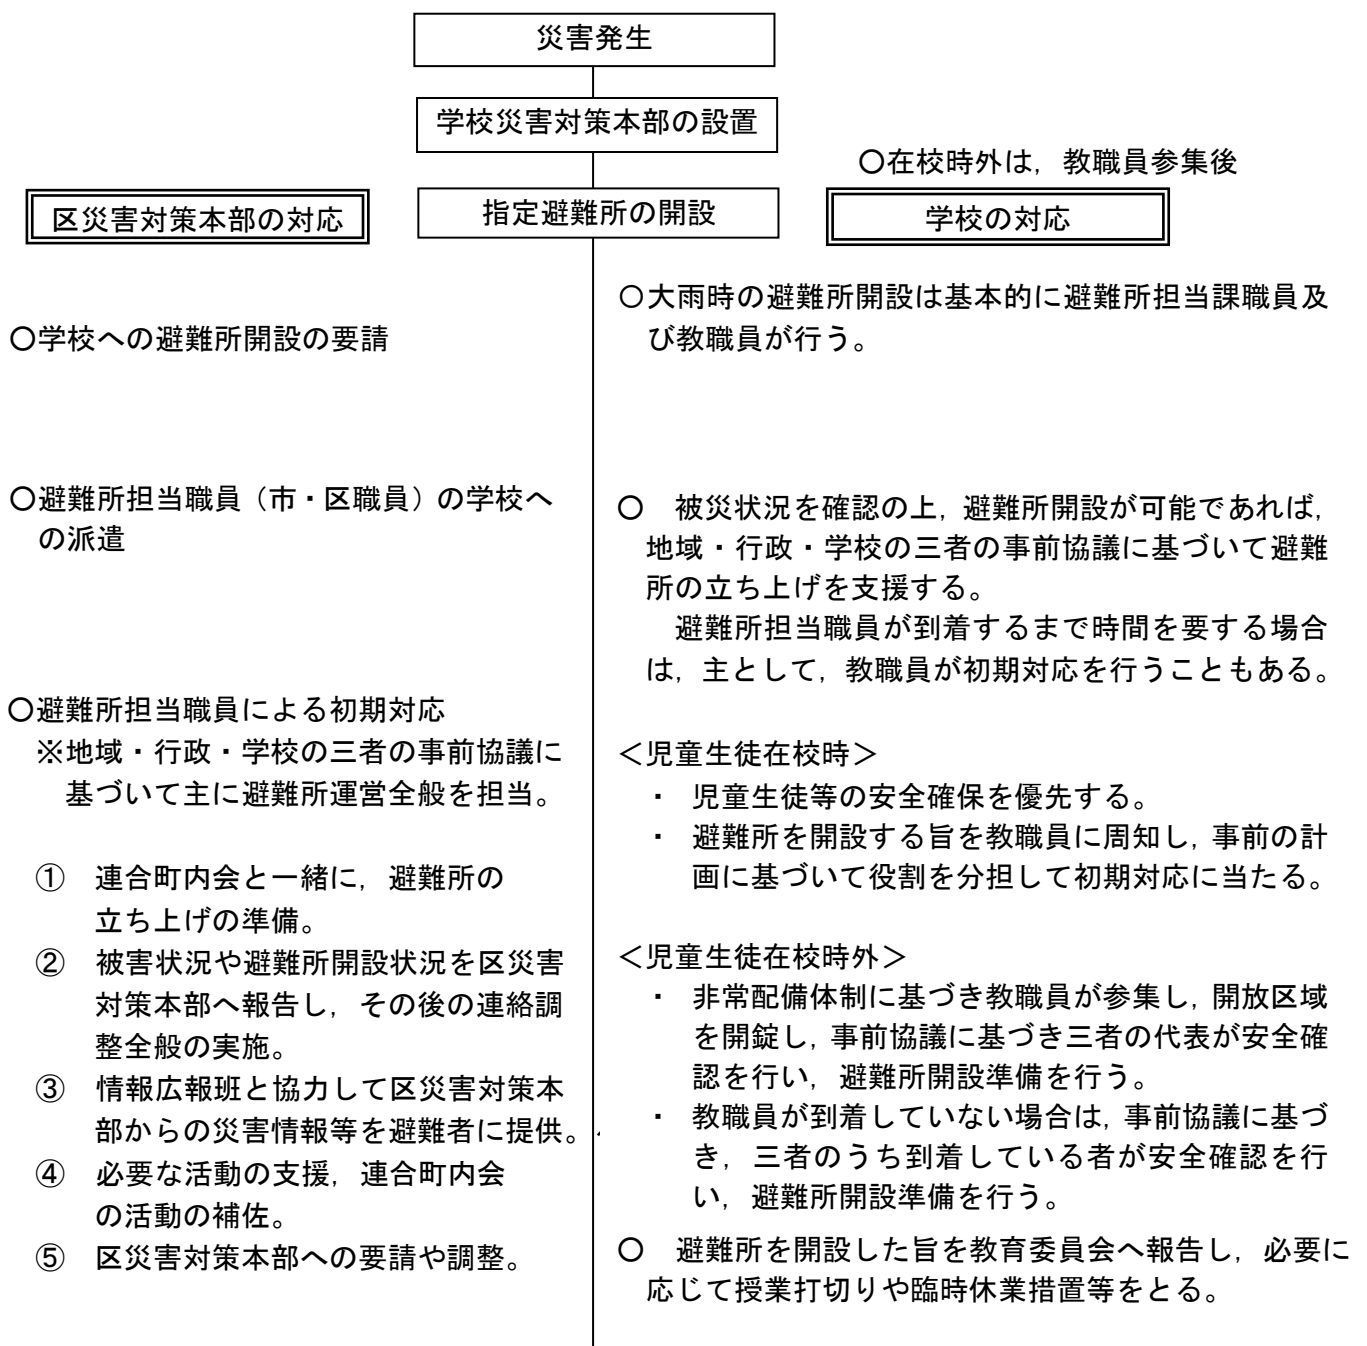 災害発生
学校災害対策本部の設置
○在校時外は，教職員参集後
区災害対策本部の対応
指定避難所の開設
学校の対応
○学校への避難所開設の要請
○避難所担当職員（市・区職員）の学校へ
の派遣
○避難所担当職員による初期対応
※地域・行政・学校の三者の事前協議に
基づいて主に避難所運営全般を担当。
① 連合町内会と一緒に，避難所の
立ち上げの準備。
② 被害状況や避難所開設状況を区災害
対策本部へ報告し，その後の連絡調
整全般の実施。
③ 情報広報班と協力して区災害対策本
部からの災害情報等を避難者に提供。
④ 必要な活動の支援，連合町内会
の活動の補佐。
⑤ 区災害対策本部への要請や調整。
○大雨時の避難所開設は基本的に避難所担当課職員及
び教職員が行う。
○ 被災状況を確認の上，避難所開設が可能であれば，
地域・行政・学校の三者の事前協議に基づいて避難
所の立ち上げを支援する。
避難所担当職員が到着するまで時間を要する場合
は，主として，教職員が初期対応を行うこともある。
＜児童生徒在校時＞
・ 児童生徒等の安全確保を優先する。
・ 避難所を開設する旨を教職員に周知し，事前の計
画に基づいて役割を分担して初期対応に当たる。
＜児童生徒在校時外＞
・ 非常配備体制に基づき教職員が参集し，開放区域
を開錠し，事前協議に基づき三者の代表が安全確
認を行い，避難所開設準備を行う。
・ 教職員が到着していない場合は，事前協議に基づ
き，三者のうち到着している者が安全確認を行
い，避難所開設準備を行う。
○ 避難所を開設した旨を教育委員会へ報告し，必要に
応じて授業打切りや臨時休業措置等をとる。